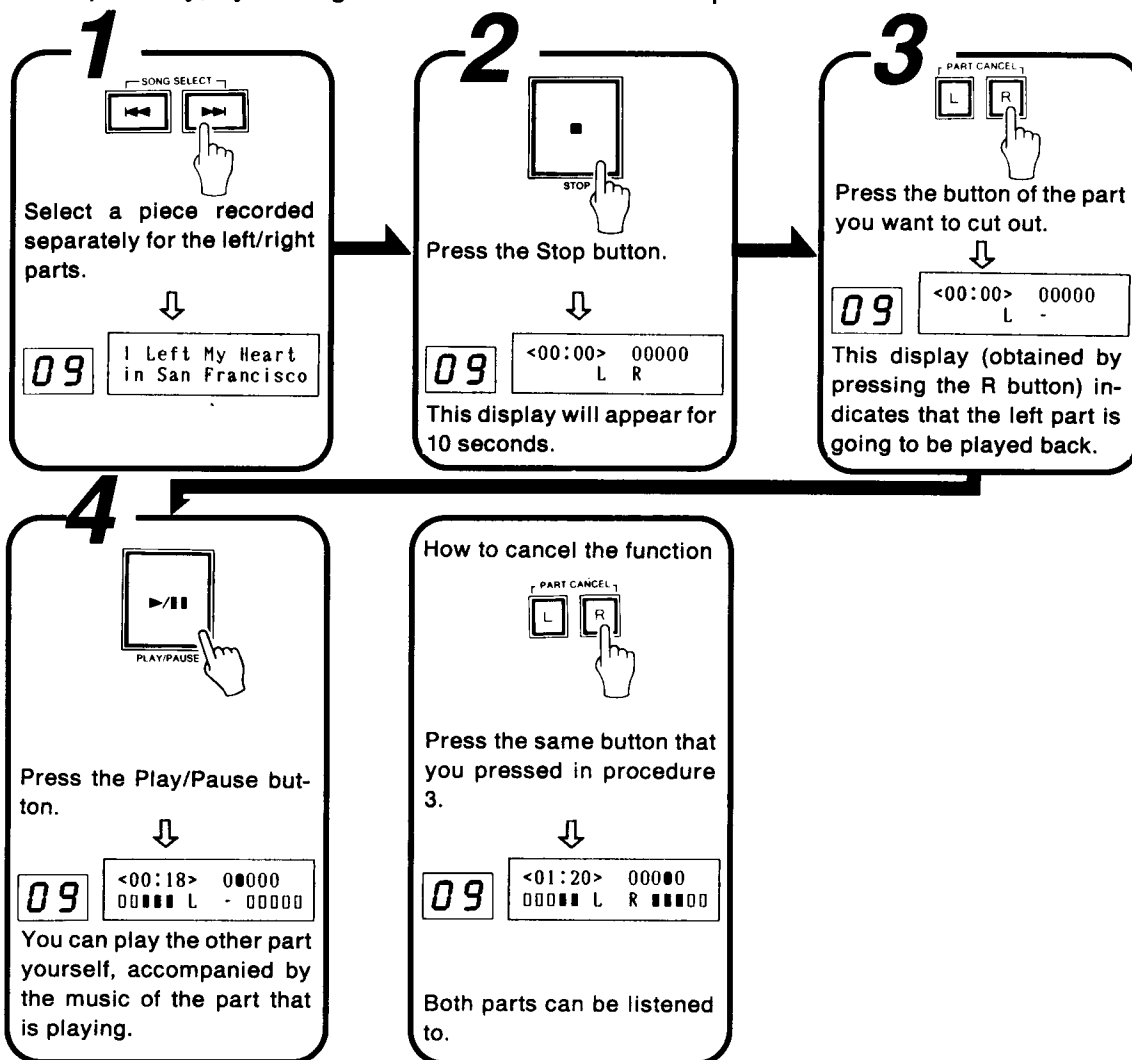 1
SONG SELECT
Select a piece recorded
separately for the left/right
parts.
09
I Left My Heart
in San Francisco
2
STOP
Press the Stop button.
09
<00:00> 00000
L R
This display will appear for
10 seconds.
3
PART CANCEL
L R
Press the button of the part
you want to cut out.
09
<00:00> 00000
L -
This display (obtained by
pressing the R button) in-
dicates that the left part is
going to be played back.
4
PLAY/PAUSE
Press the Play/Pause but-
ton.
09
<00:18>
L -
You can play the other part
yourself, accompanied by
the music of the part that
is playing.
How to cancel the function
PART CANCEL
L R
Press the same button that
you pressed in procedure
3.
09
<01:20>
L R
Both parts can be listened
to.